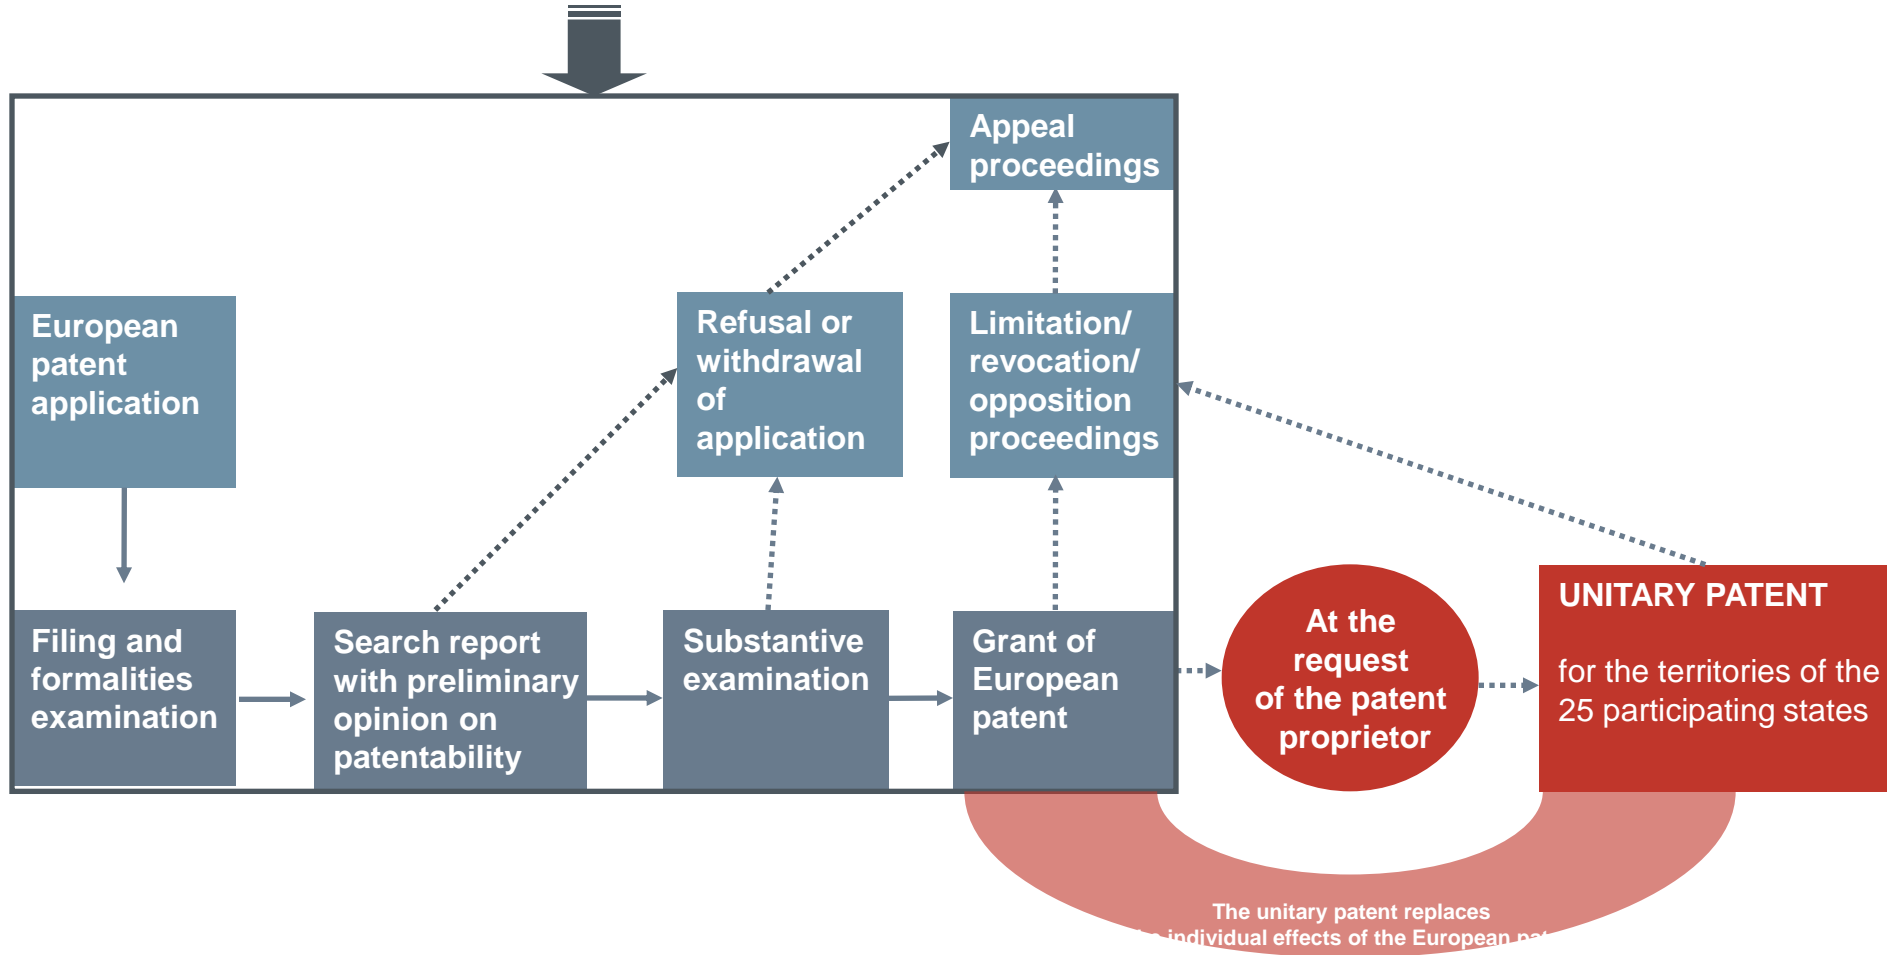 Appeal
proceedings
European
patent
application
Refusal or
withdrawal
of
application
Limitation/
revocation/
opposition
proceedings
Filing and
formalities
examination
Search report
with preliminary
opinion on
patentability
Substantive
examination
Grant of
European
patent
At the
request
of the patent
proprietor
UNITARY PATENT
for the territories of the
25 participating states
The unitary patent replaces
individual effects of the European